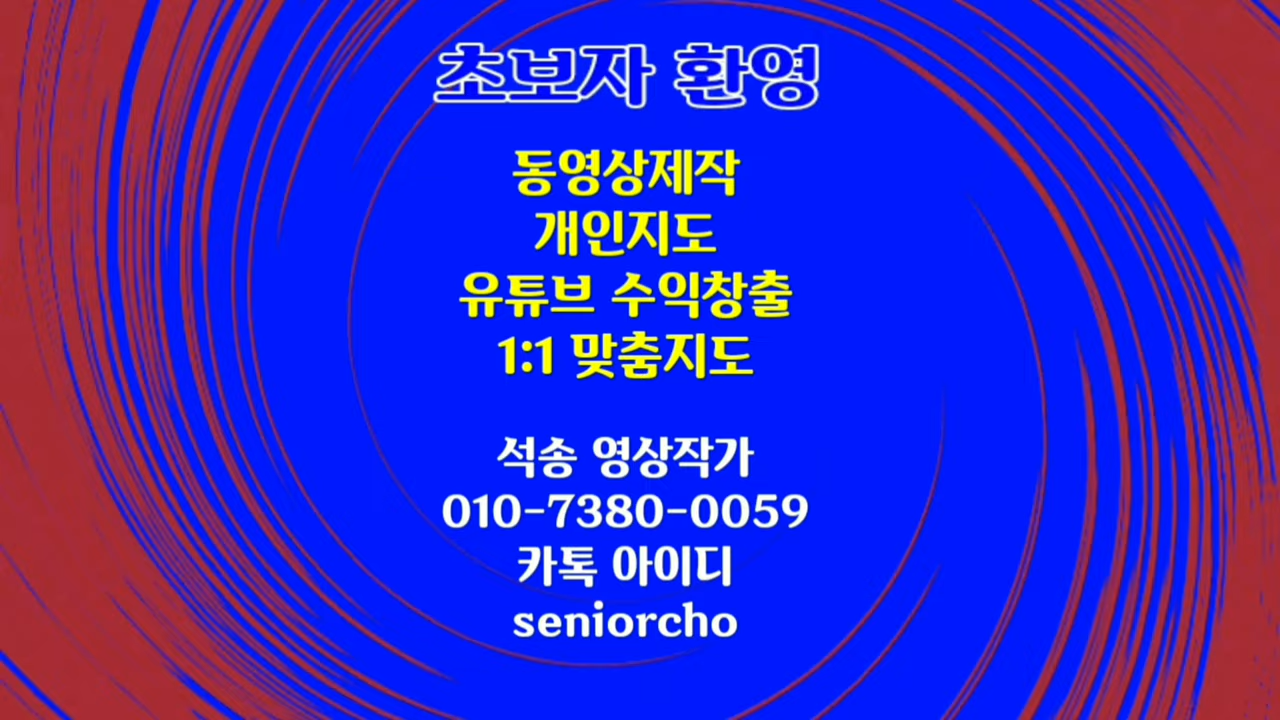 초보자 환영
동영상제작
개인지도
유튜브 수익창출
1:1 맞춤지도
석송 영상작가
010-7380-0059
카톡 아이디
seniorcho